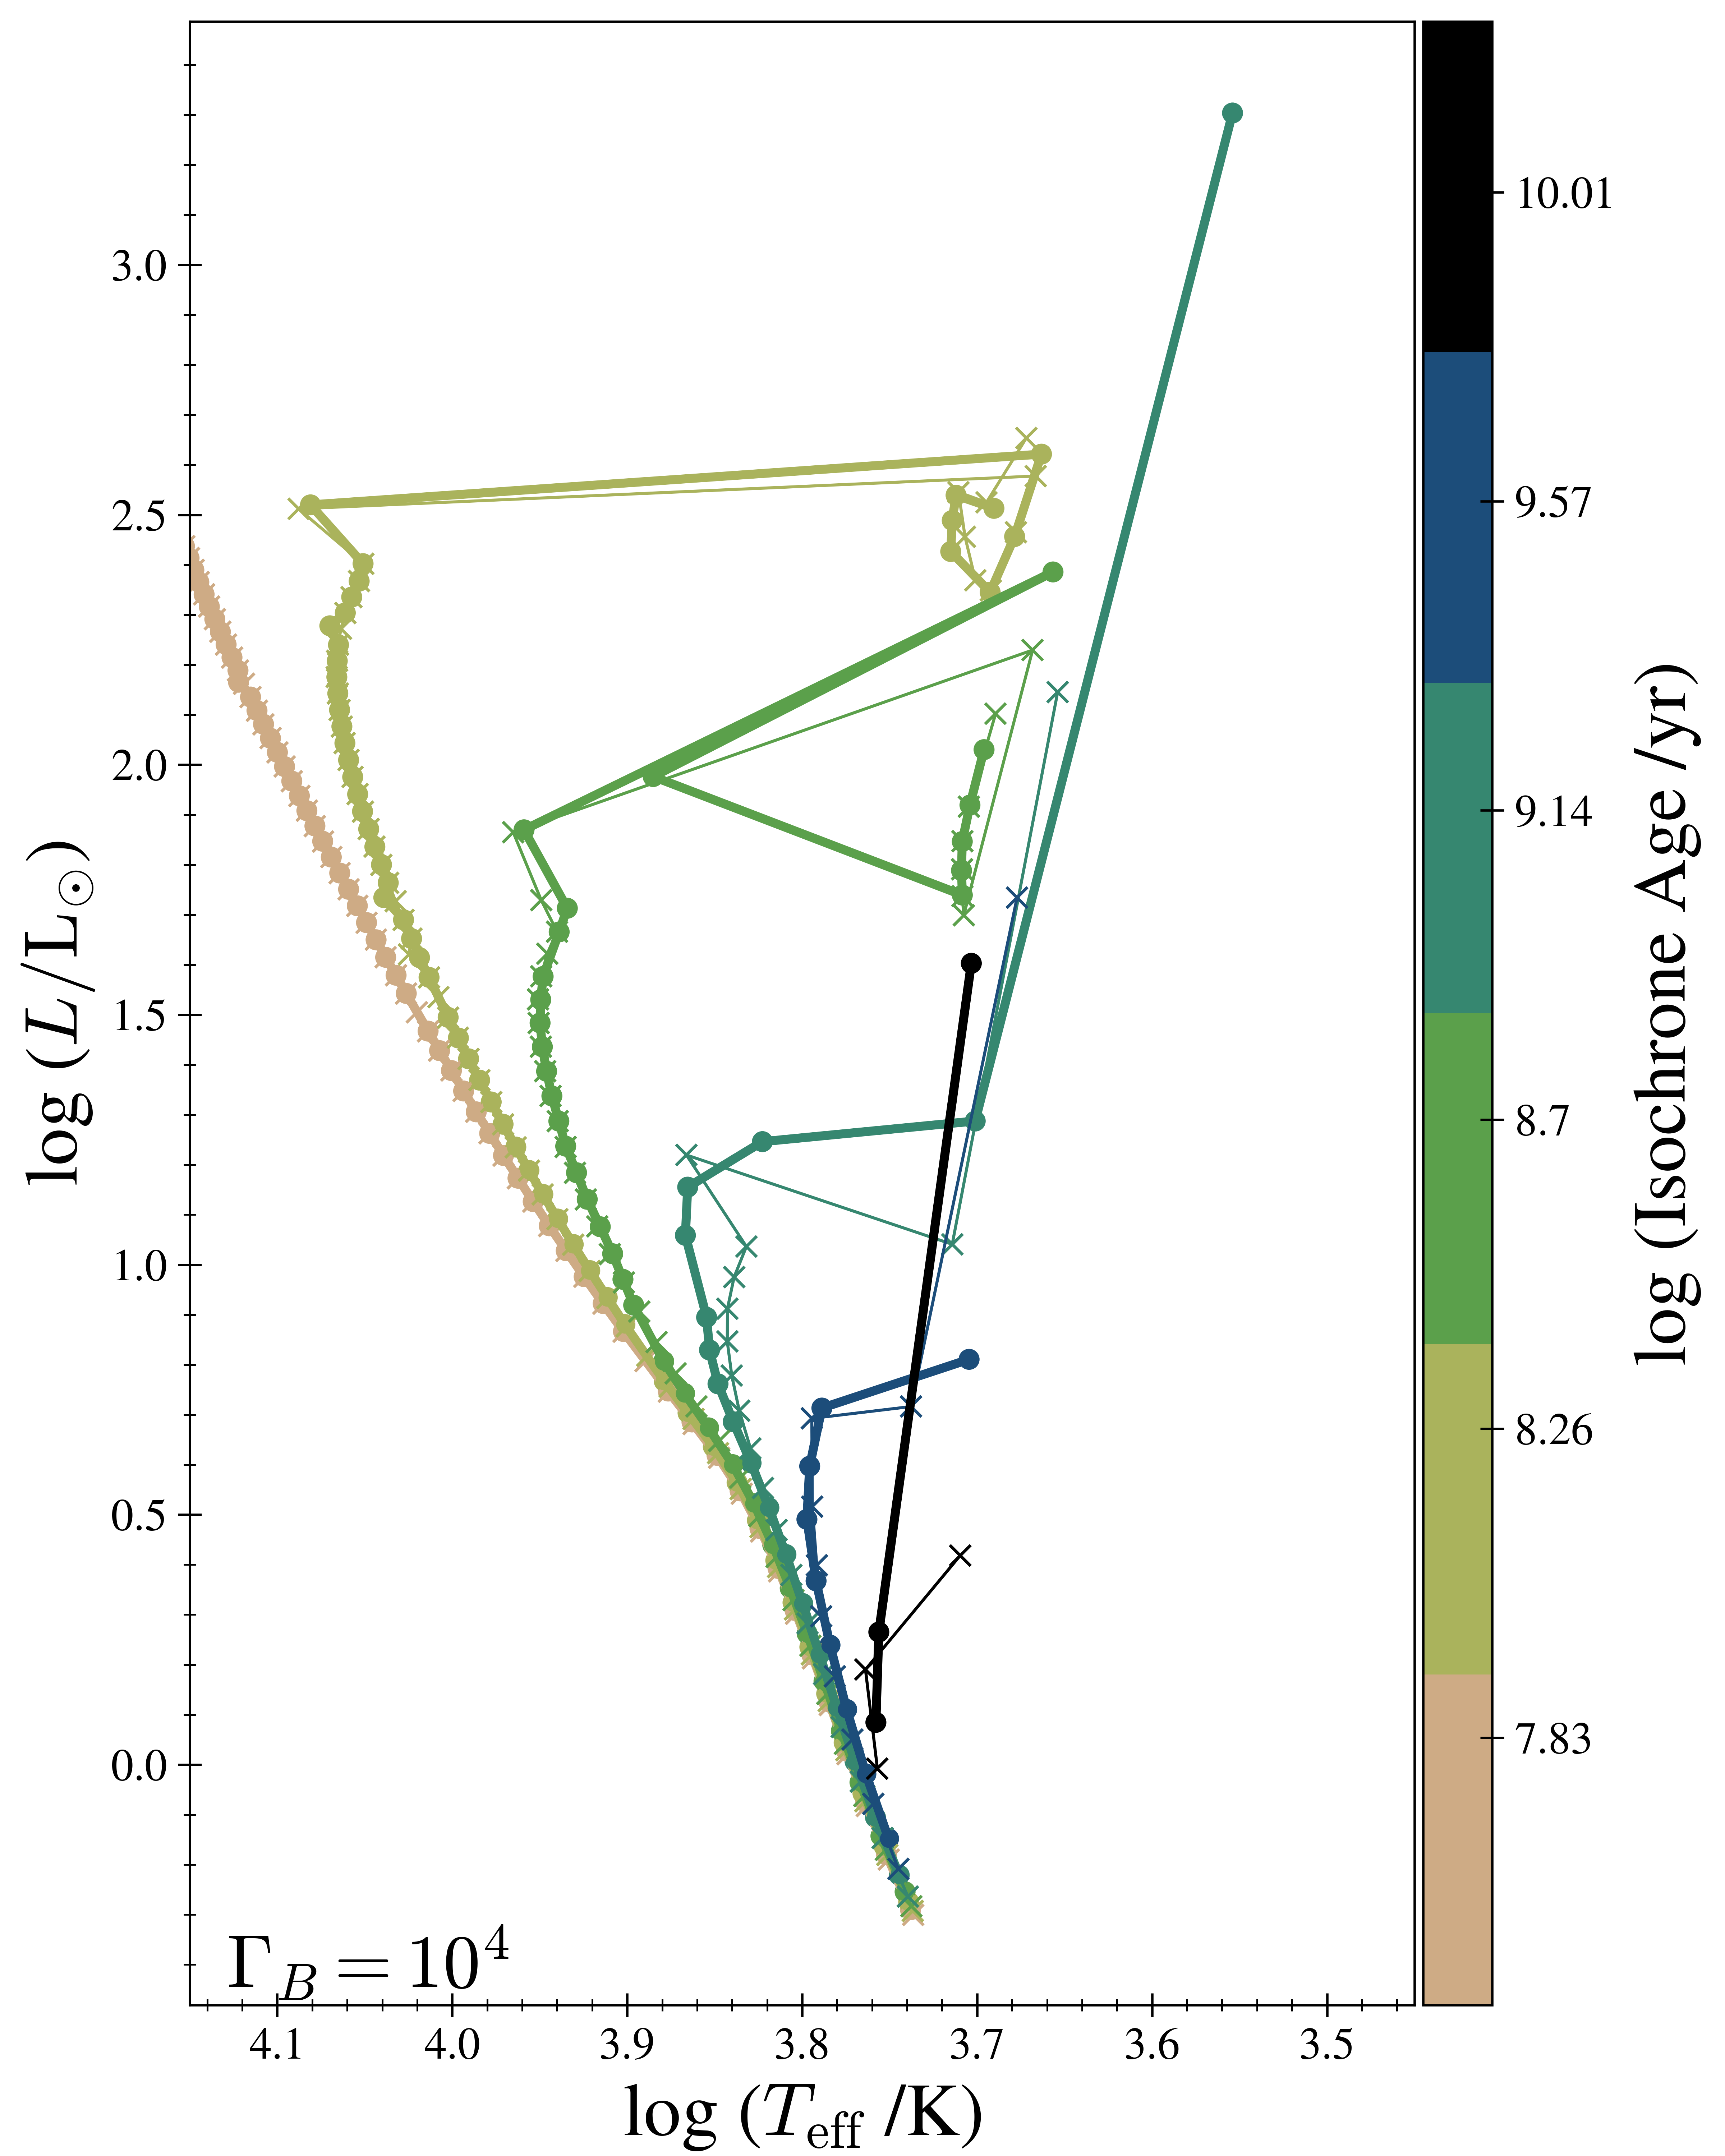 3.0
2.5
2.0
1.5
1.0
0.5
0.0
log (L/L☉)
Γ_B = 10⁴
4.1 4.0 3.9 3.8 3.7 3.6 3.5
log (T_eff /K)
10.01
9.57
9.14
8.7
8.26
7.83
log (Isochrone Age /yr)